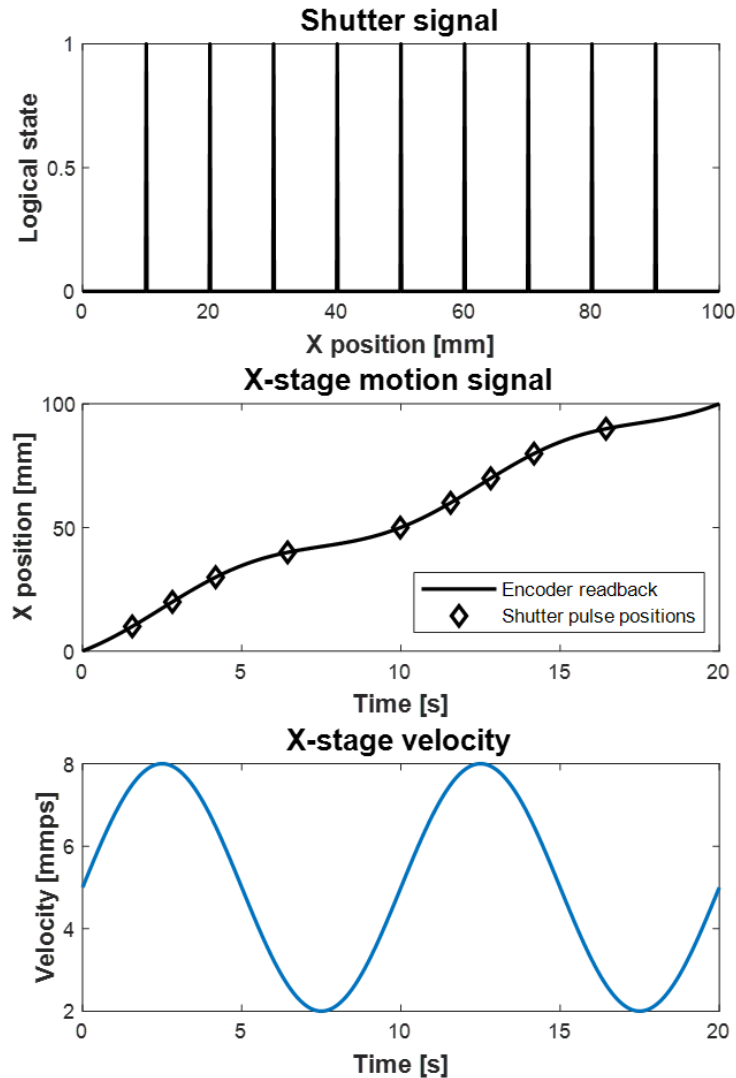 Shutter signal
1
0.5
0
Logical state
0 20 40 60 80 100
X position [mm]
X-stage motion signal
100
50
0
X position [mm]
Encoder readback
Shutter pulse positions
0 5 10 15 20
Time [s]
X-stage velocity
8
6
4
2
Velocity [mmps]
0 5 10 15 20
Time [s]